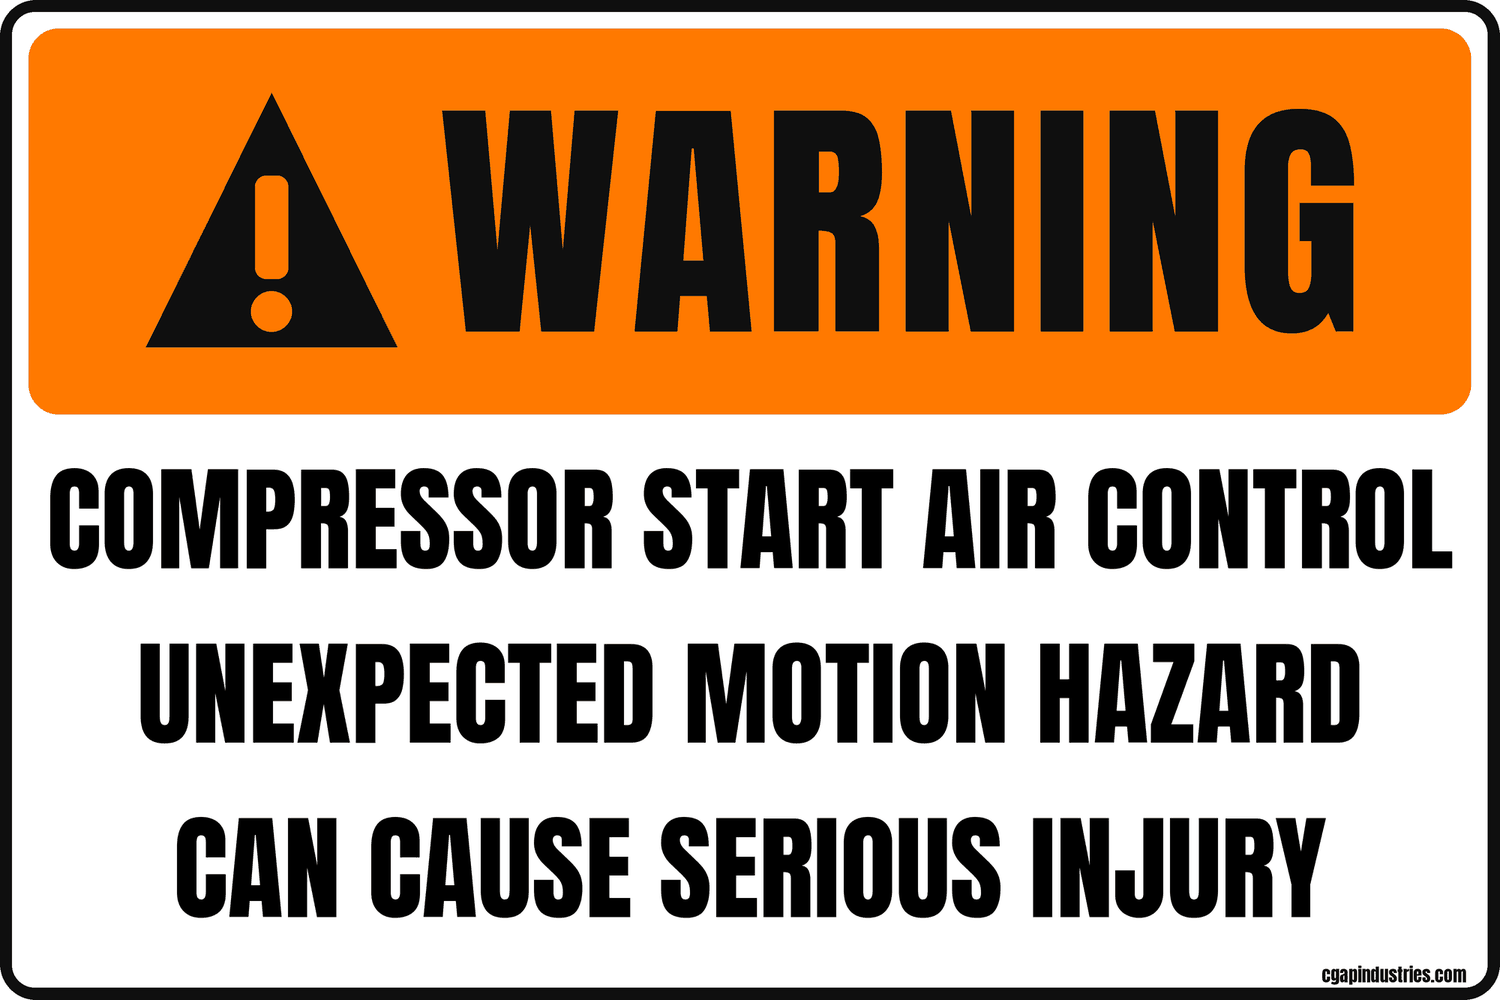 WARNING
COMPRESSOR START AIR CONTROL
UNEXPECTED MOTION HAZARD
CAN CAUSE SERIOUS INJURY
cgapindustries.com